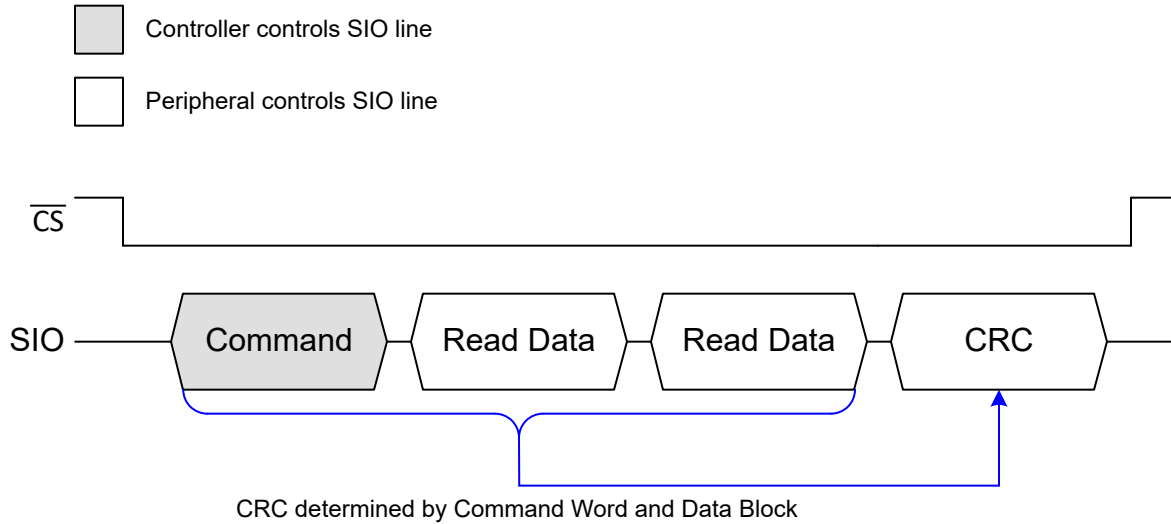 Controller controls SIO line
Peripheral controls SIO line
CS
SIO
Command
Read Data
Read Data
CRC
CRC determined by Command Word and Data Block